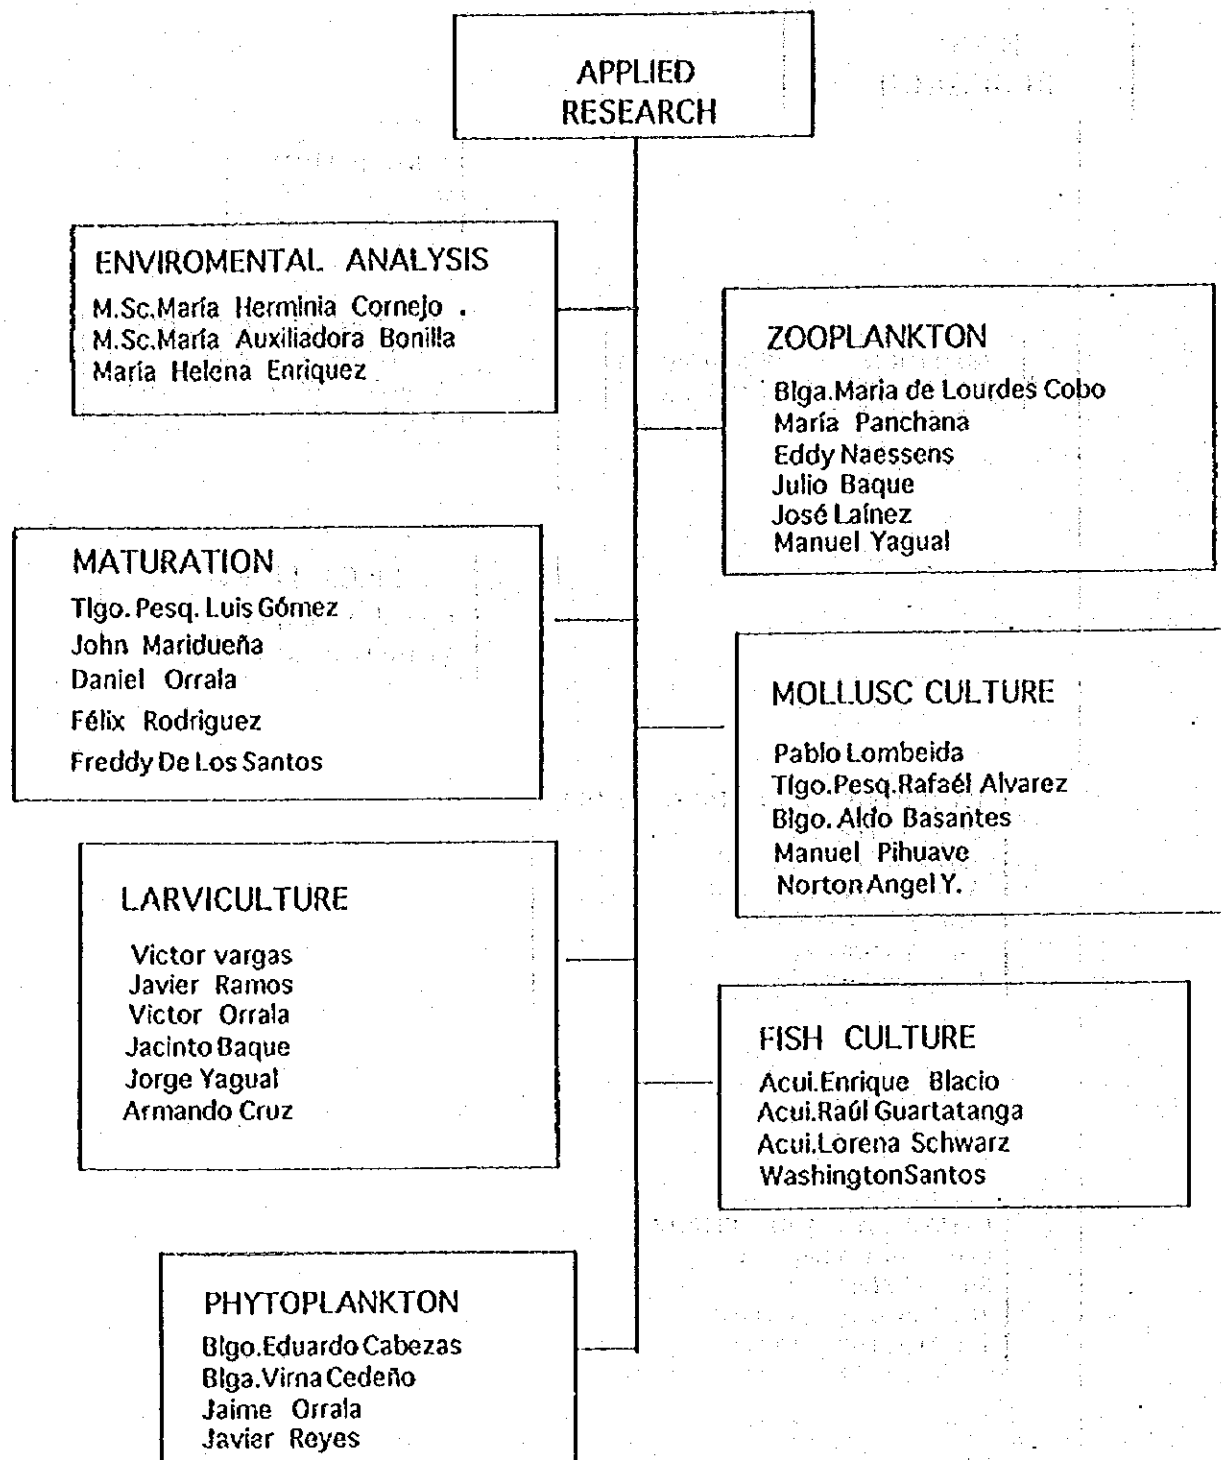 APPLIED
RESEARCH
ENVIROMENTAL ANALYSIS
M.Sc.María Herminia Cornejo .
M.Sc.María Auxiliadora Bonilla
María Helena Enriquez
ZOOPLANKTON
Blga.Maria de Lourdes Cobo
María Panchana
Eddy Naessens
Julio Baque
José Laínez
Manuel Yagual
MATURATION
Tlgo. Pesq. Luis Gómez
John Maridueña
Daniel Orrala
Félix Rodriguez
Freddy De Los Santos
MOLLUSC CULTURE
Pablo Lombeida
Tlgo.Pesq.Rafaél Alvarez
Blgo. Aldo Basantes
Manuel Pihuave
Norton Angel Y.
LARVICULTURE
Victor vargas
Javier Ramos
Victor Orrala
Jacinto Baque
Jorge Yagual
Armando Cruz
FISH CULTURE
Acui.Enrique Blacio
Acui.Raúl Guartatanga
Acui.Lorena Schwarz
WashingtonSantos
PHYTOPLANKTON
Blgo.Eduardo Cabezas
Blga.Virna Cedeño
Jaime Orrala
Javier Reyes